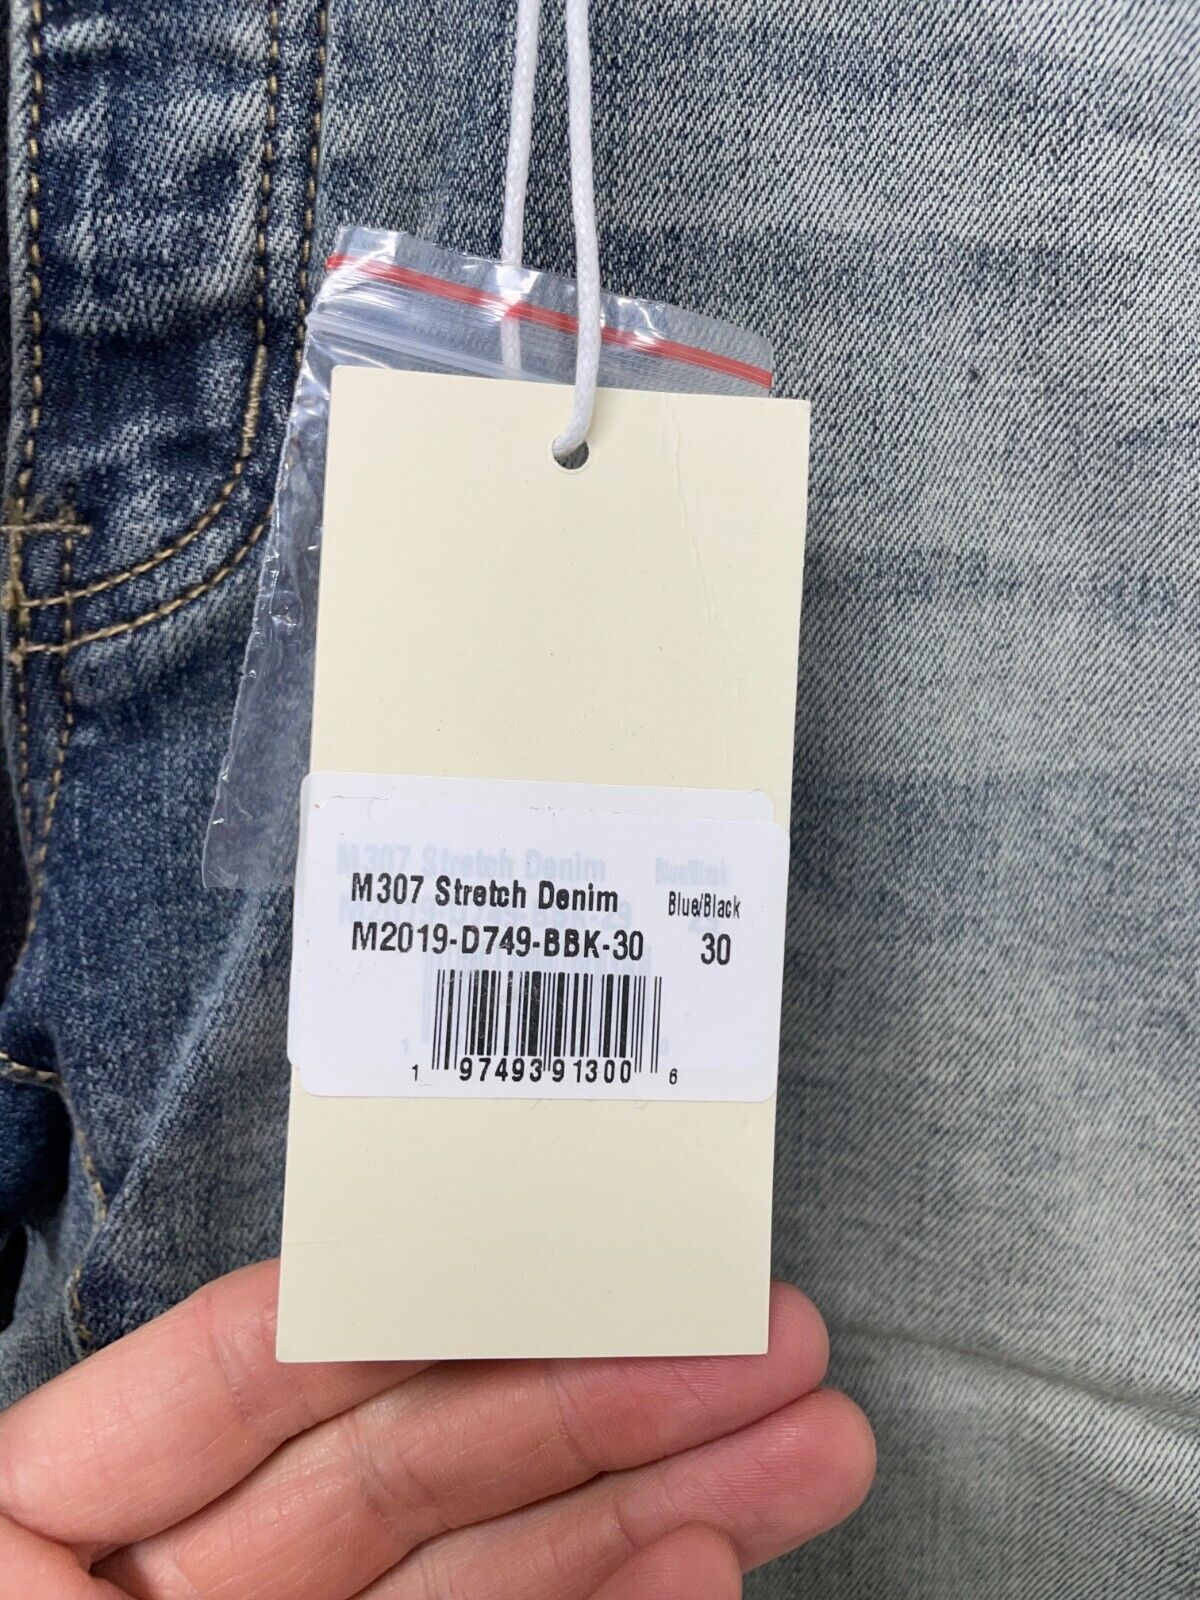 M307 Stretch Denim Blue/Black
M2019-D749-BBK-30 30
1 97493 91300 6